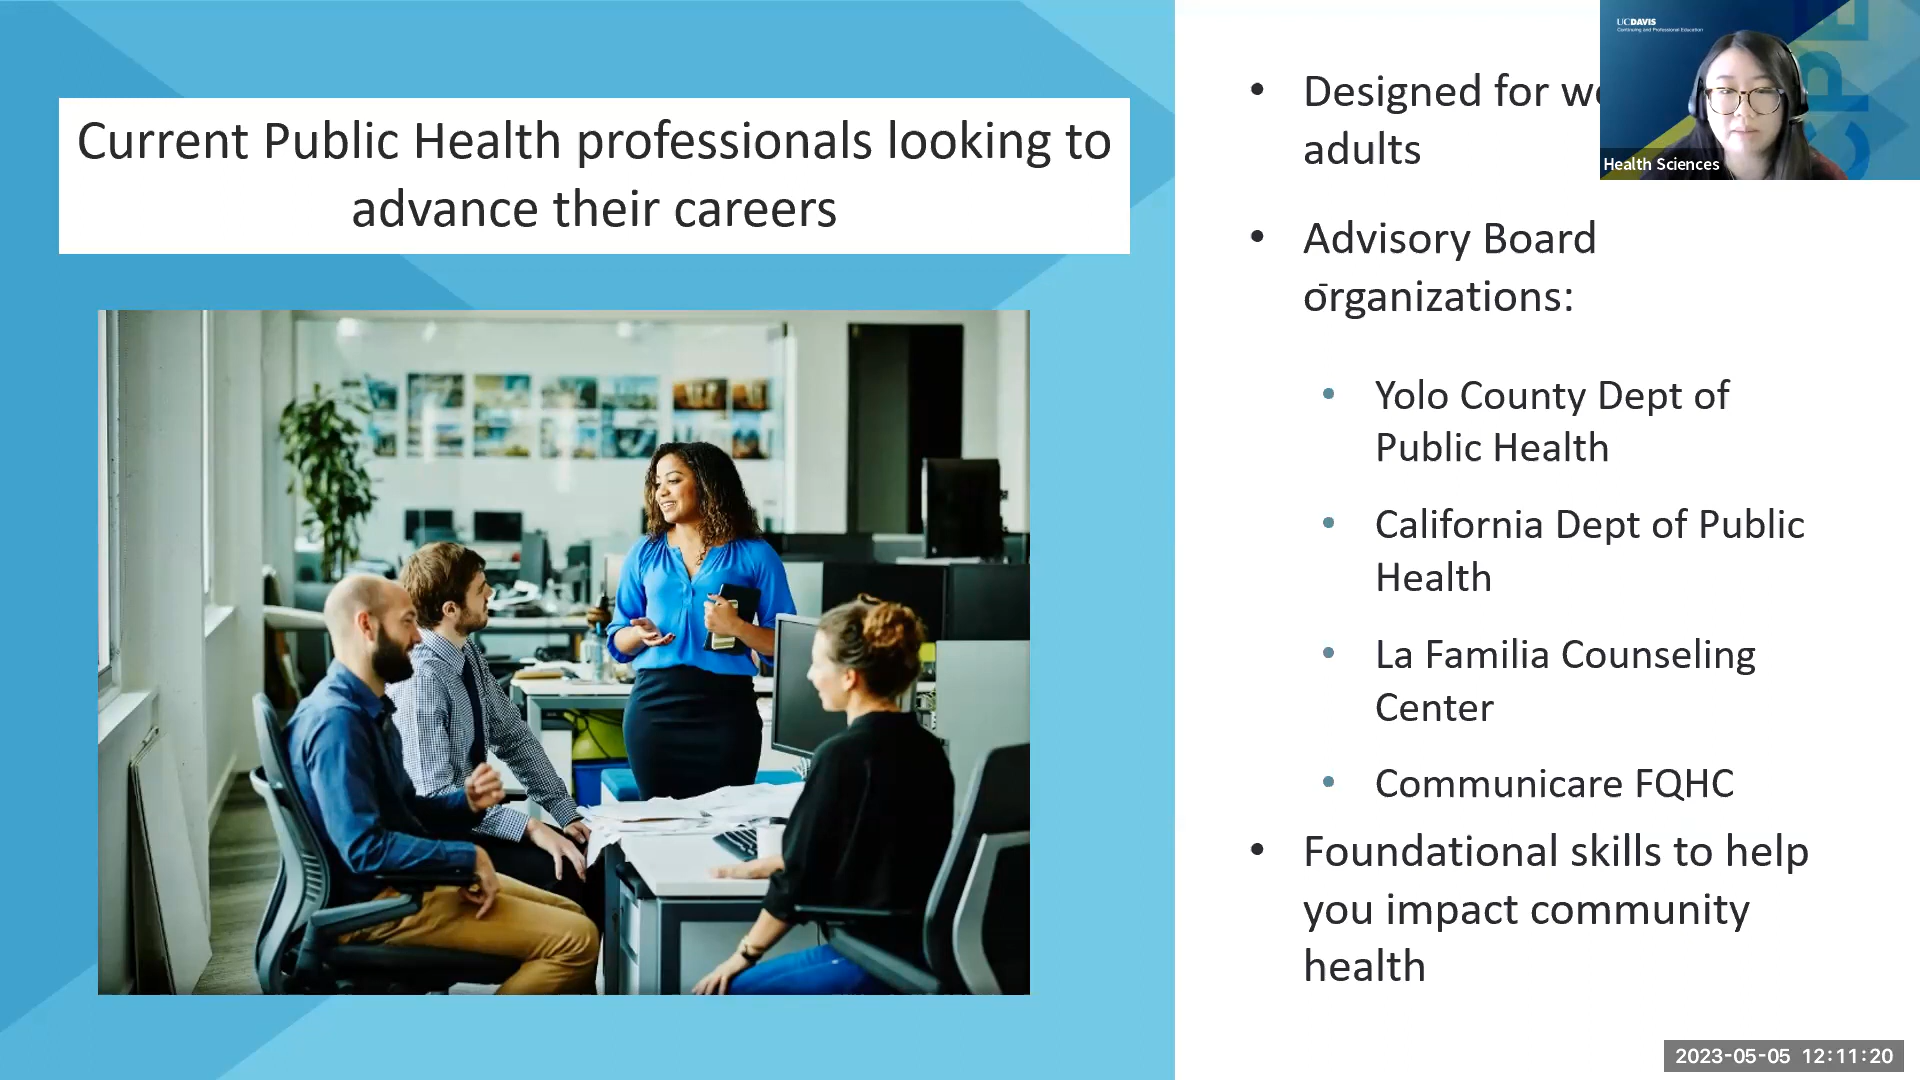 Current Public Health professionals looking to
advance their careers
• Designed for
adults
• Advisory Board
organizations:
• Yolo County Dept of
Public Health
• California Dept of Public
Health
• La Familia Counseling
Center
• Communicare FQHC
• Foundational skills to help
you impact community
health
UCDAVIS
Continuing and Professional Education
CPE
Health Sciences
2023-05-05 12:11:20